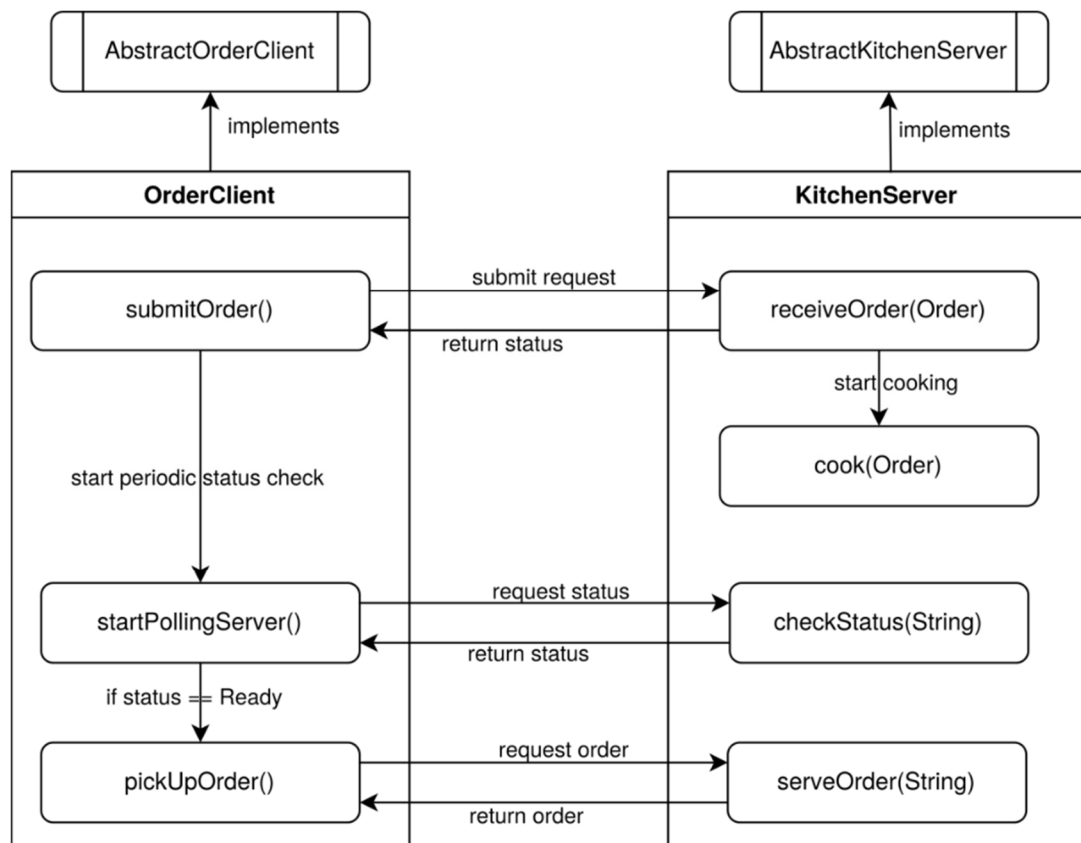 AbstractOrderClient
AbstractKitchenServer
implements
implements
OrderClient
KitchenServer
submit request
submitOrder()
receiveOrder(Order)
return status
start cooking
cook(Order)
start periodic status check
request status
startPollingServer()
checkStatus(String)
return status
if status == Ready
request order
pickUpOrder()
serveOrder(String)
return order